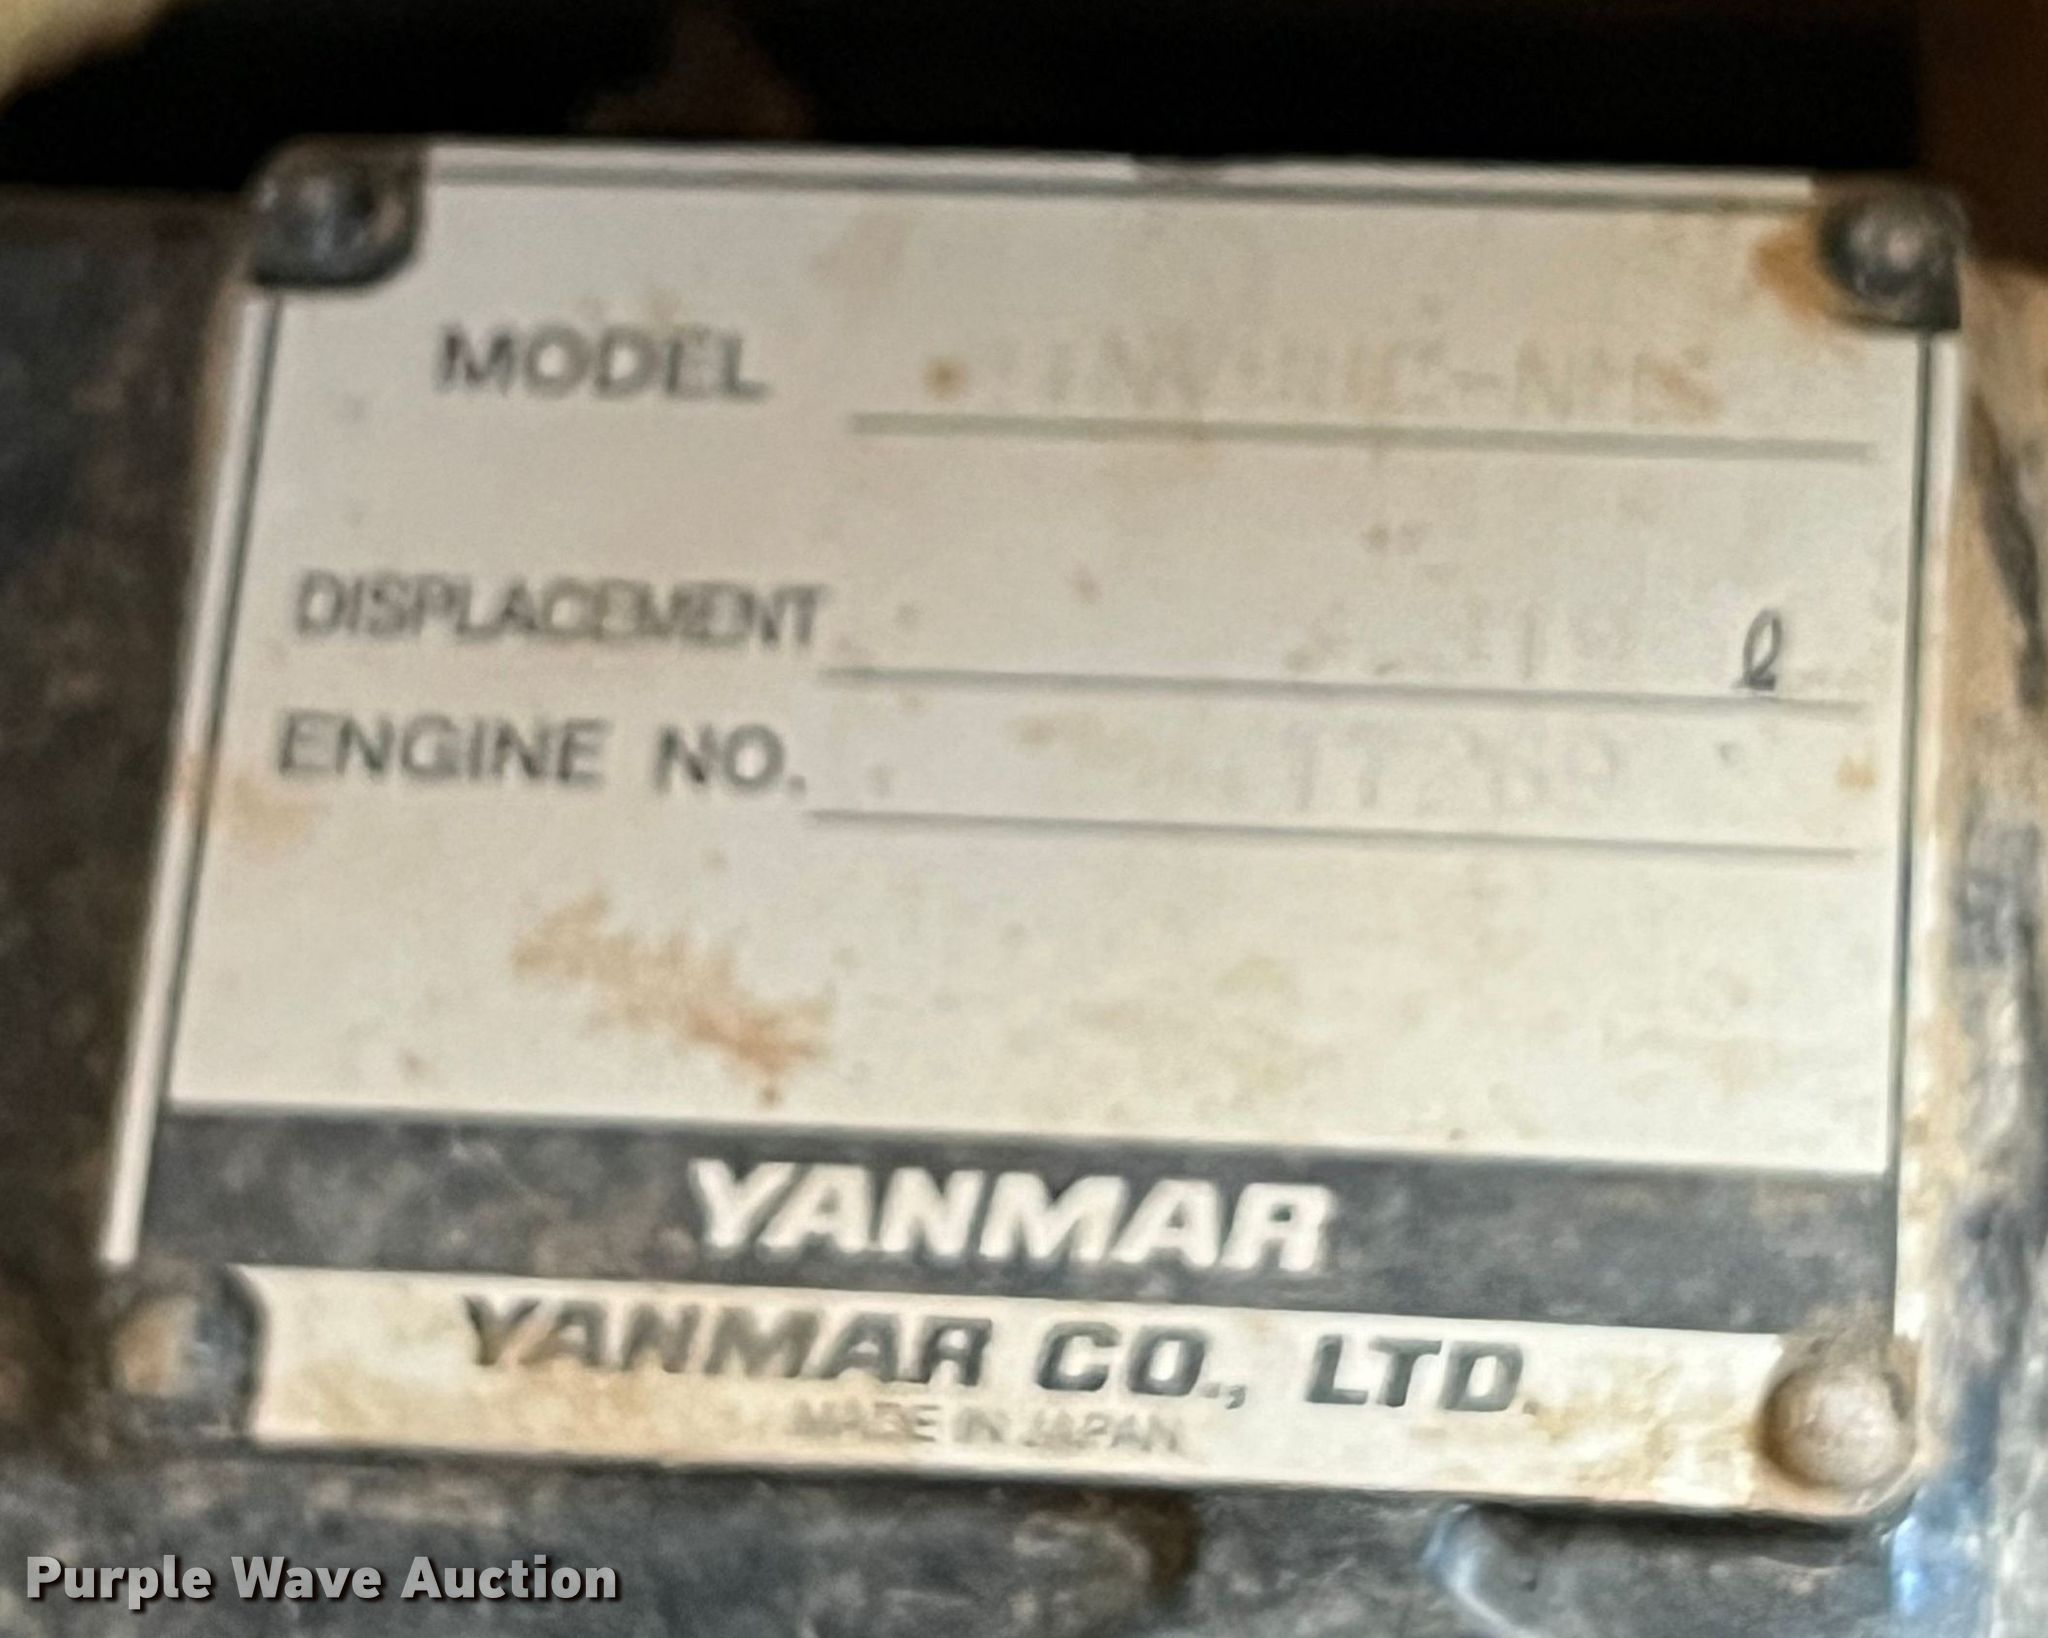 MODEL
DISPLACEMENT ℓ
ENGINE NO.
YANMAR
YANMAR CO., LTD.
MADE IN JAPAN
Purple Wave Auction